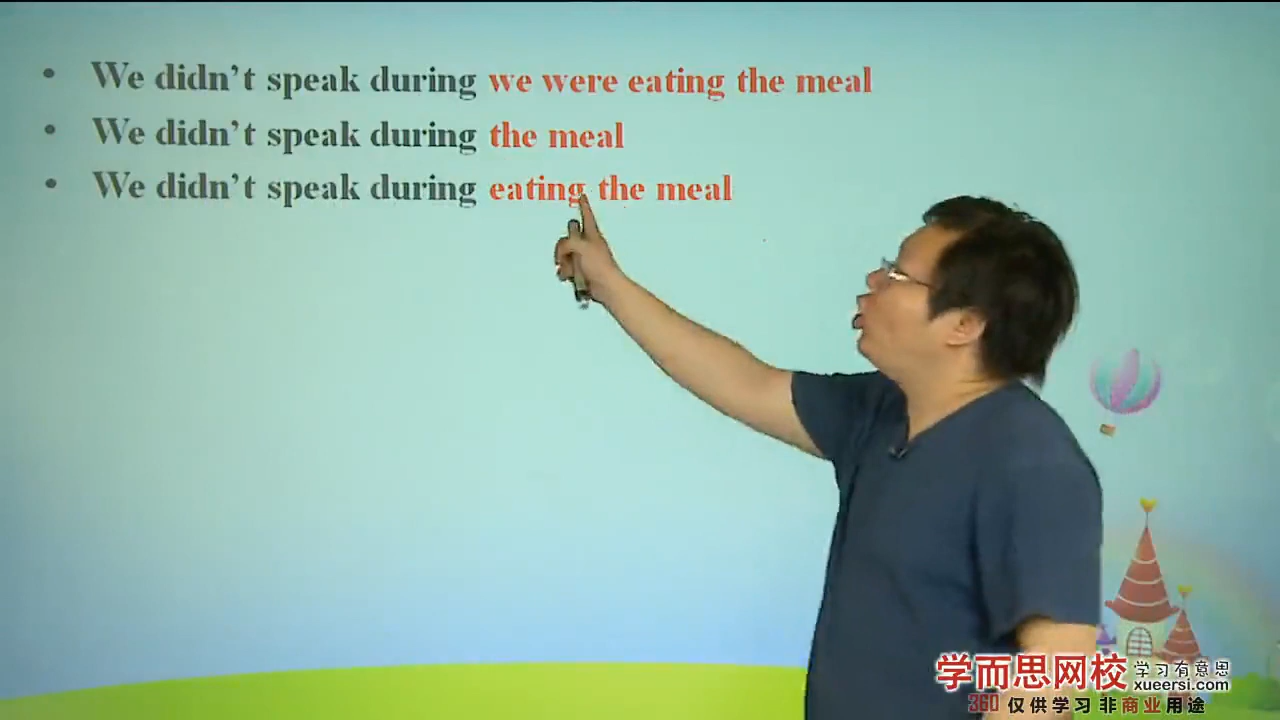 • We didn't speak during we were eating the meal
• We didn't speak during the meal
• We didn't speak during eating the meal
学而思网校 学习有意思
xueersi.com
360 仅供学习 非商业用途